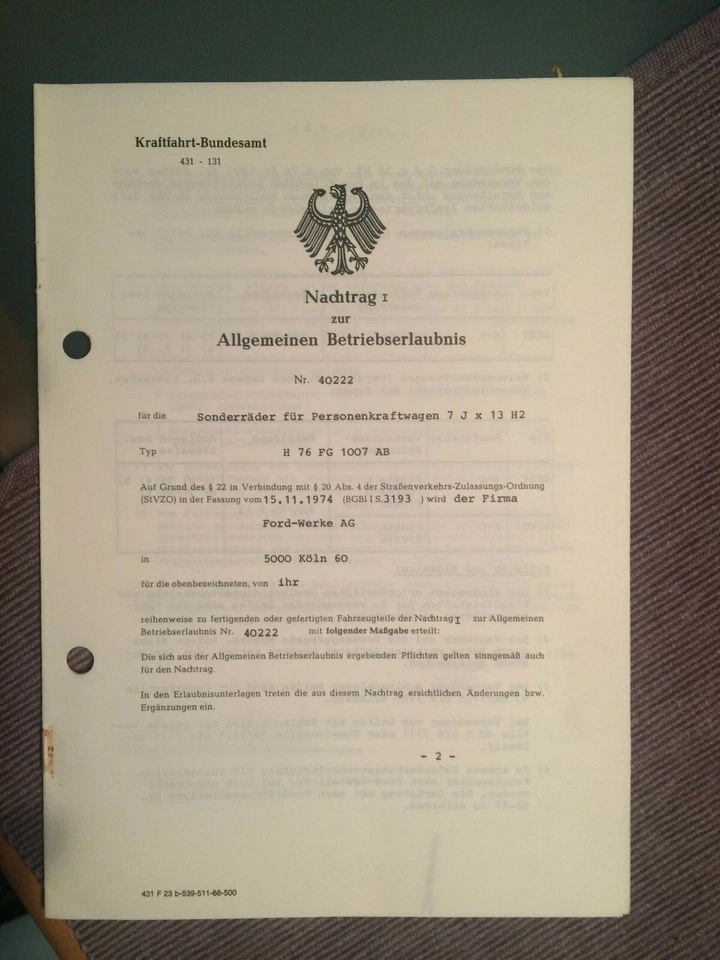 Kraftfahrt-Bundesamt
431 - 131
Nachtrag I
zur
Allgemeinen Betriebserlaubnis
Nr. 40222
für die Sonderräder für Personenkraftwagen 7 J x 13 H2
Typ H 76 FG 1007 AB
Auf Grund des § 22 in Verbindung mit § 20 Abs. 4 der Straßenverkehrs-Zulassungs-Ordnung
(StVZO) in der Fassung vom 15.11.1974 (BGBl I S. 3193 ) wird der Firma
Ford-Werke AG
in 5000 Köln 60
für die obenbezeichneten, von ihr
reihenweise zu fertigenden oder gefertigten Fahrzeugteile der Nachtrag I zur Allgemeinen
Betriebserlaubnis Nr. 40222 mit folgender Maßgabe erteilt:
Die sich aus der Allgemeinen Betriebserlaubnis ergebenden Pflichten gelten sinngemäß auch
für den Nachtrag.
In den Erlaubnisunterlagen treten die aus diesem Nachtrag ersichtlichen Änderungen bzw.
Ergänzungen ein.
- 2 -
431 F 23 b-539-511-68-500